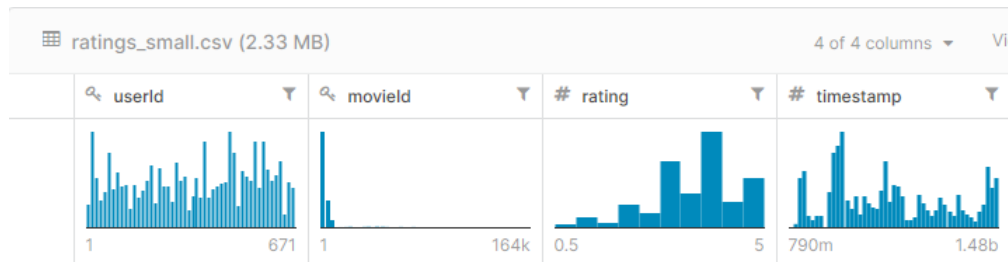 ratings_small.csv (2.33 MB) 4 of 4 columns Vi
userId # movieId # rating # timestamp
1 671 1 164k 0.5 5 790m 1.48b